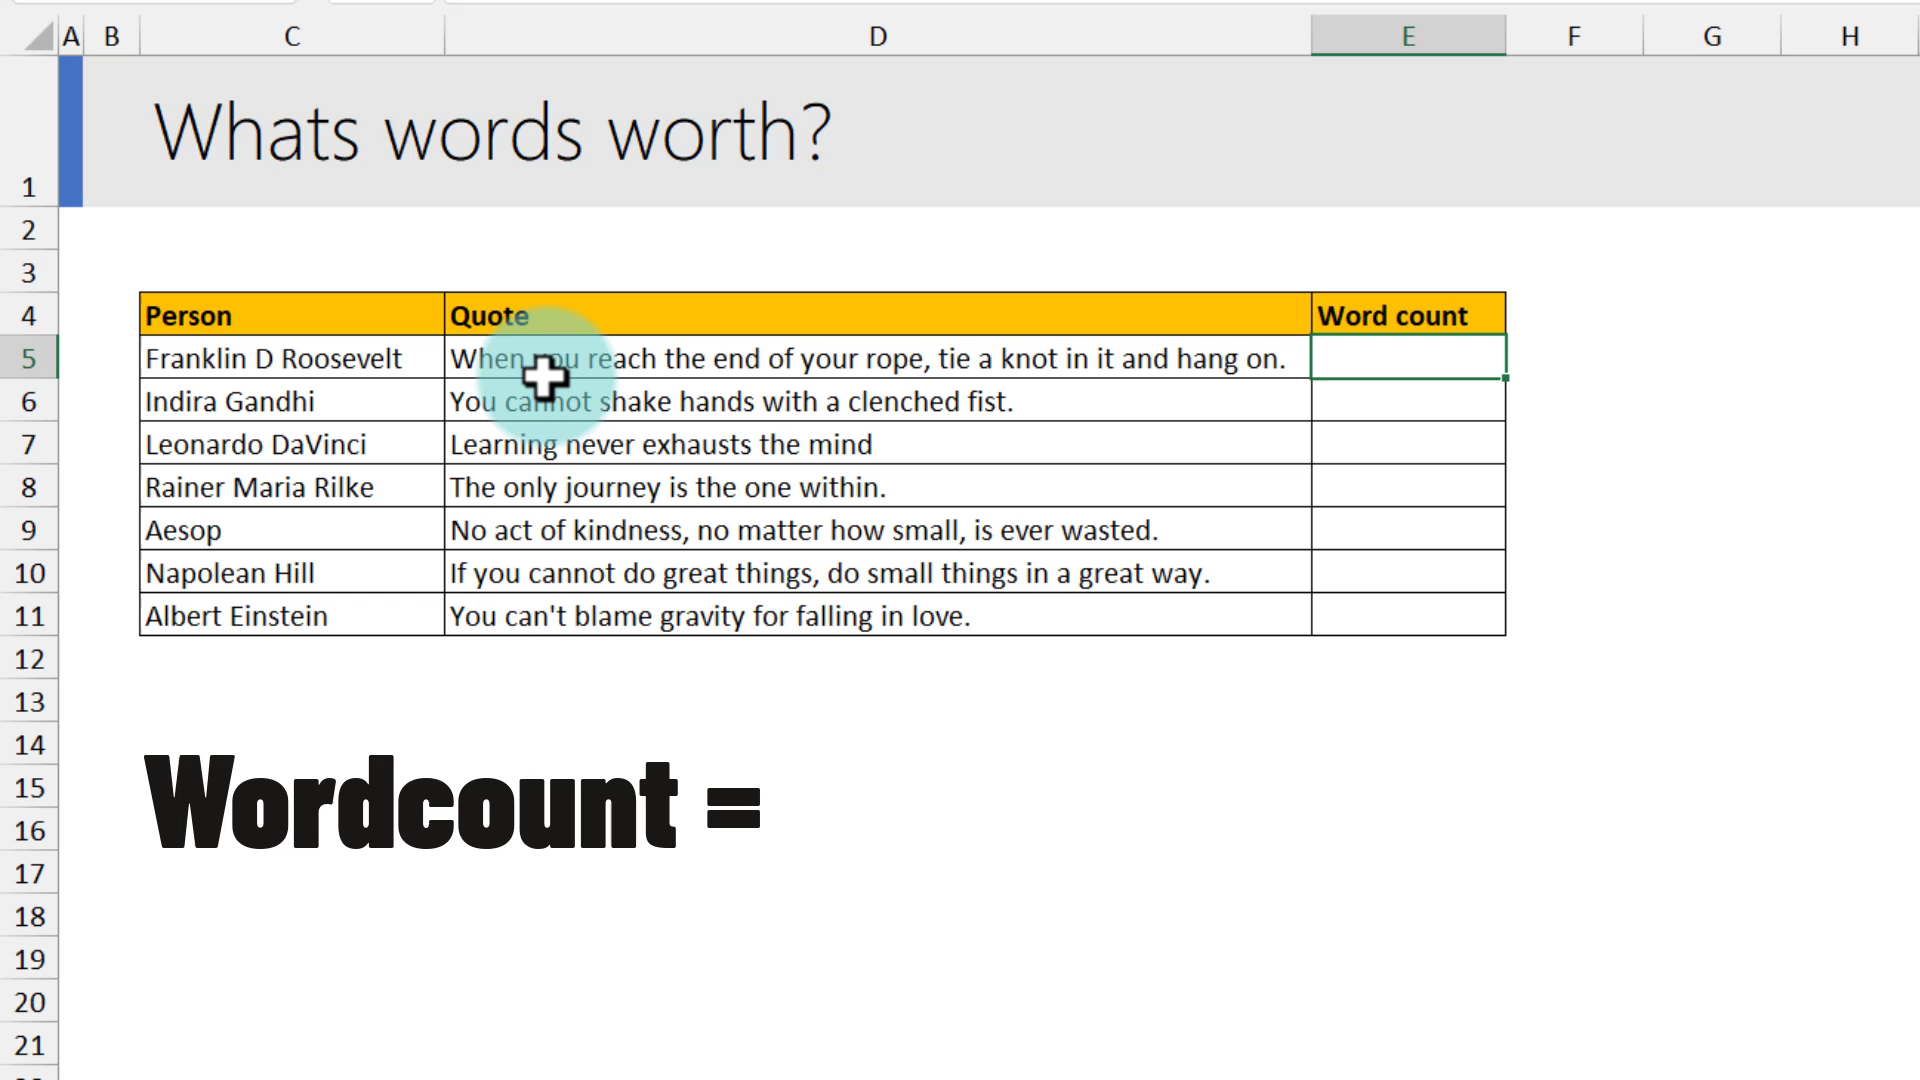 A B C D E F G H
1 Whats words worth?
2
3
4 Person Quote Word count
5 Franklin D Roosevelt When you reach the end of your rope, tie a knot in it and hang on.
6 Indira Gandhi You cannot shake hands with a clenched fist.
7 Leonardo DaVinci Learning never exhausts the mind
8 Rainer Maria Rilke The only journey is the one within.
9 Aesop No act of kindness, no matter how small, is ever wasted.
10 Napolean Hill If you cannot do great things, do small things in a great way.
11 Albert Einstein You can't blame gravity for falling in love.
12
13
14
15
Wordcount =
16
17
18
19
20
21